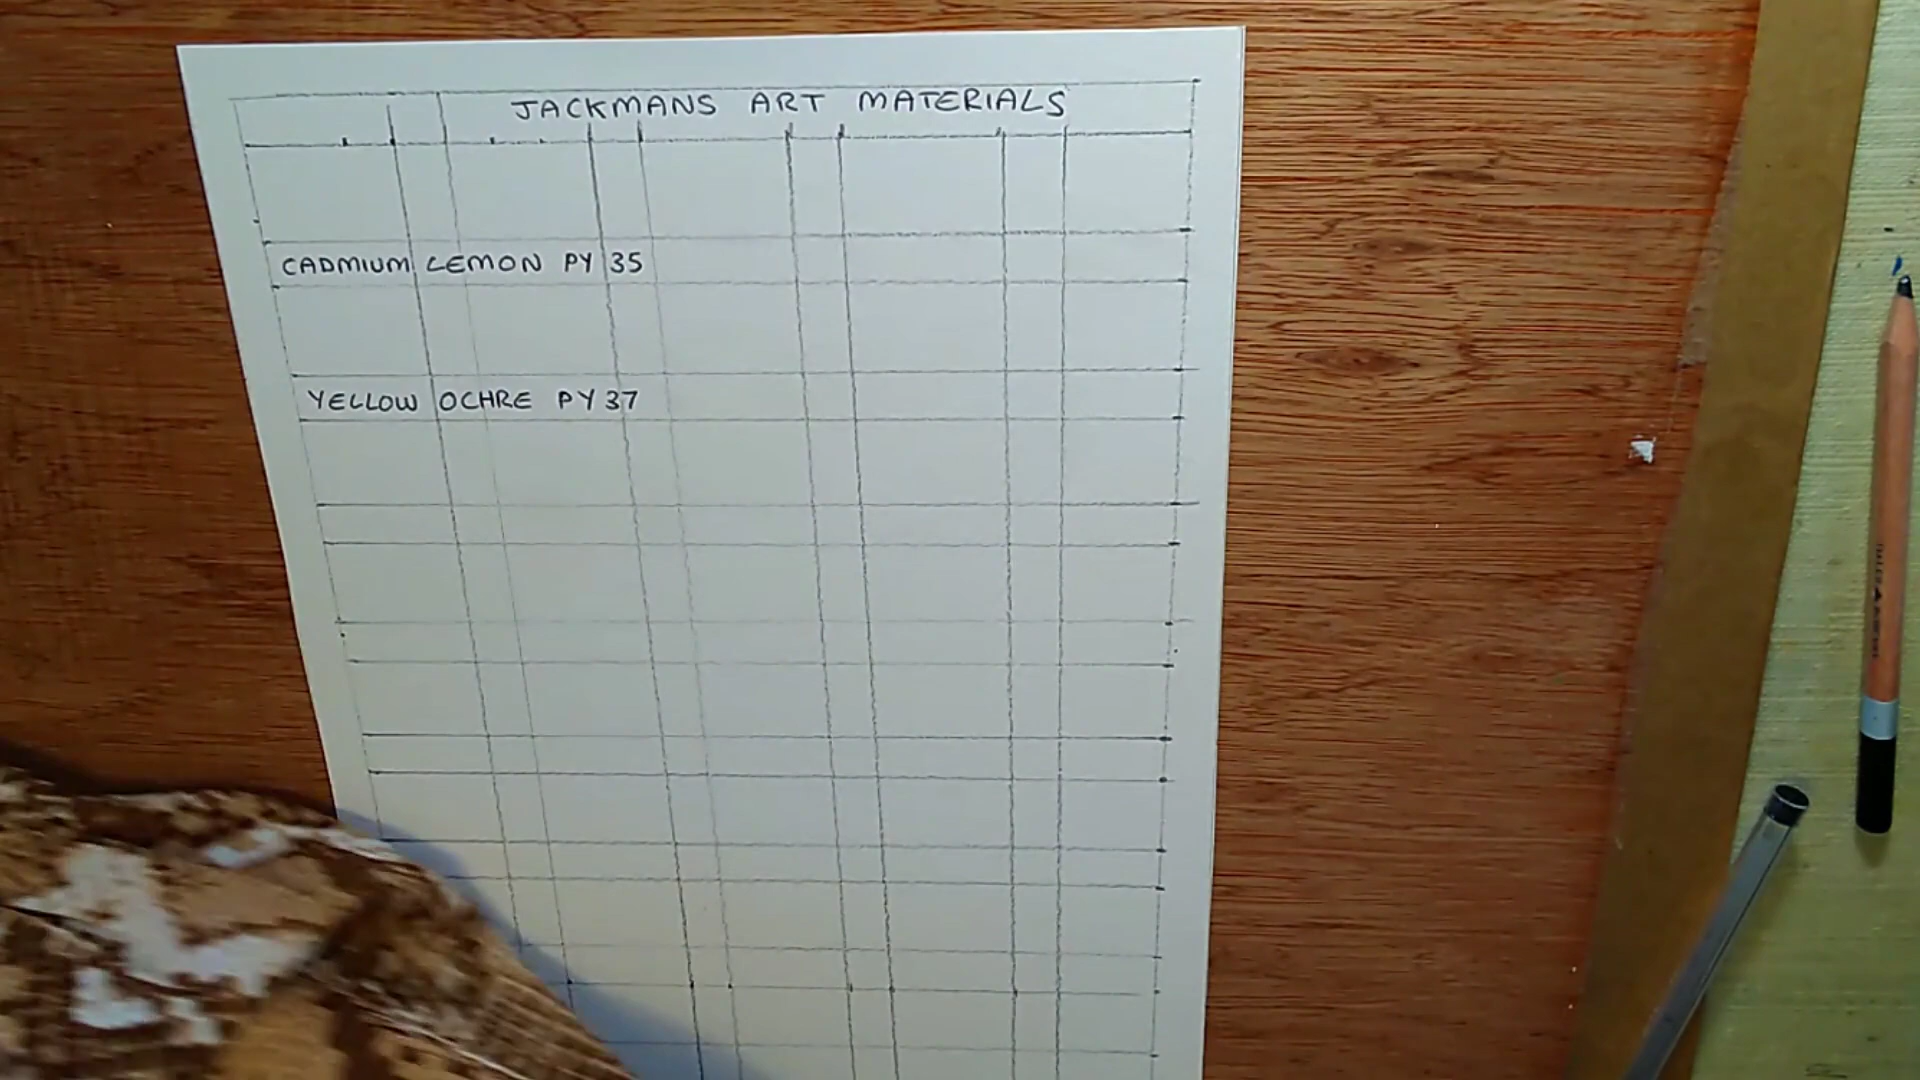 JACKMANS ART MATERIALS
CADMIUM LEMON PY 35
YELLOW OCHRE PY 37